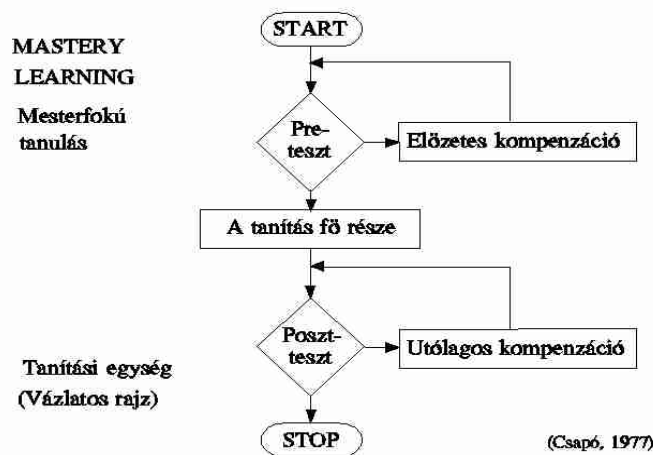 START
MASTERY
LEARNING
Mesterfokú
tanulás
Pre-
teszt
Előzetes kompenzáció
A tanítás fő része
Poszt-
teszt
Utólagos kompenzáció
Tanítási egység
(Vázlatos rajz)
STOP
(Csapó, 1977)